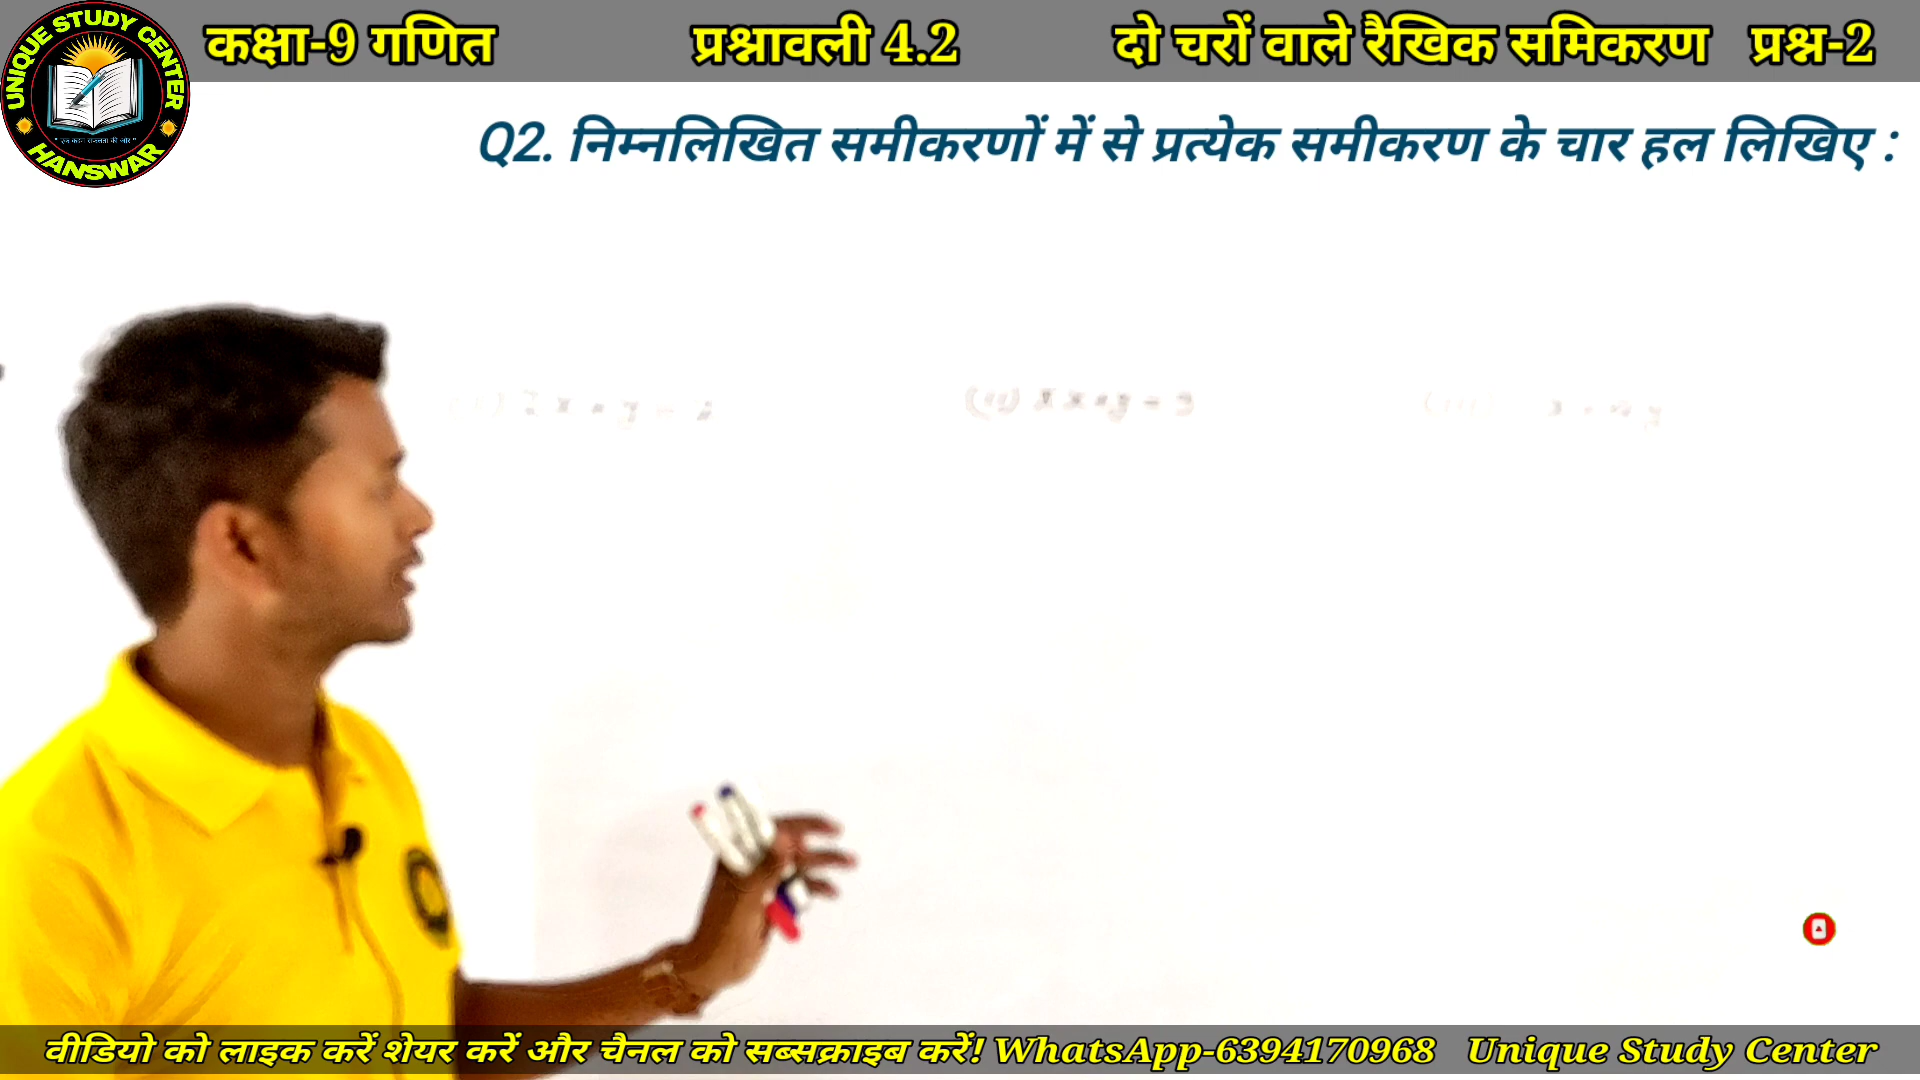 कक्षा-9 गणित प्रश्नावली 4.2 दो चरों वाले रैखिक समिकरण प्रश्न-2
UNIQUE STUDY CENTER
HANSWAR
Q2. निम्नलिखित समीकरणों में से प्रत्येक समीकरण के चार हल लिखिए :
वीडियो को लाइक करें शेयर करें और चैनल को सब्सक्राइब करें! WhatsApp-6394170968 Unique Study Center